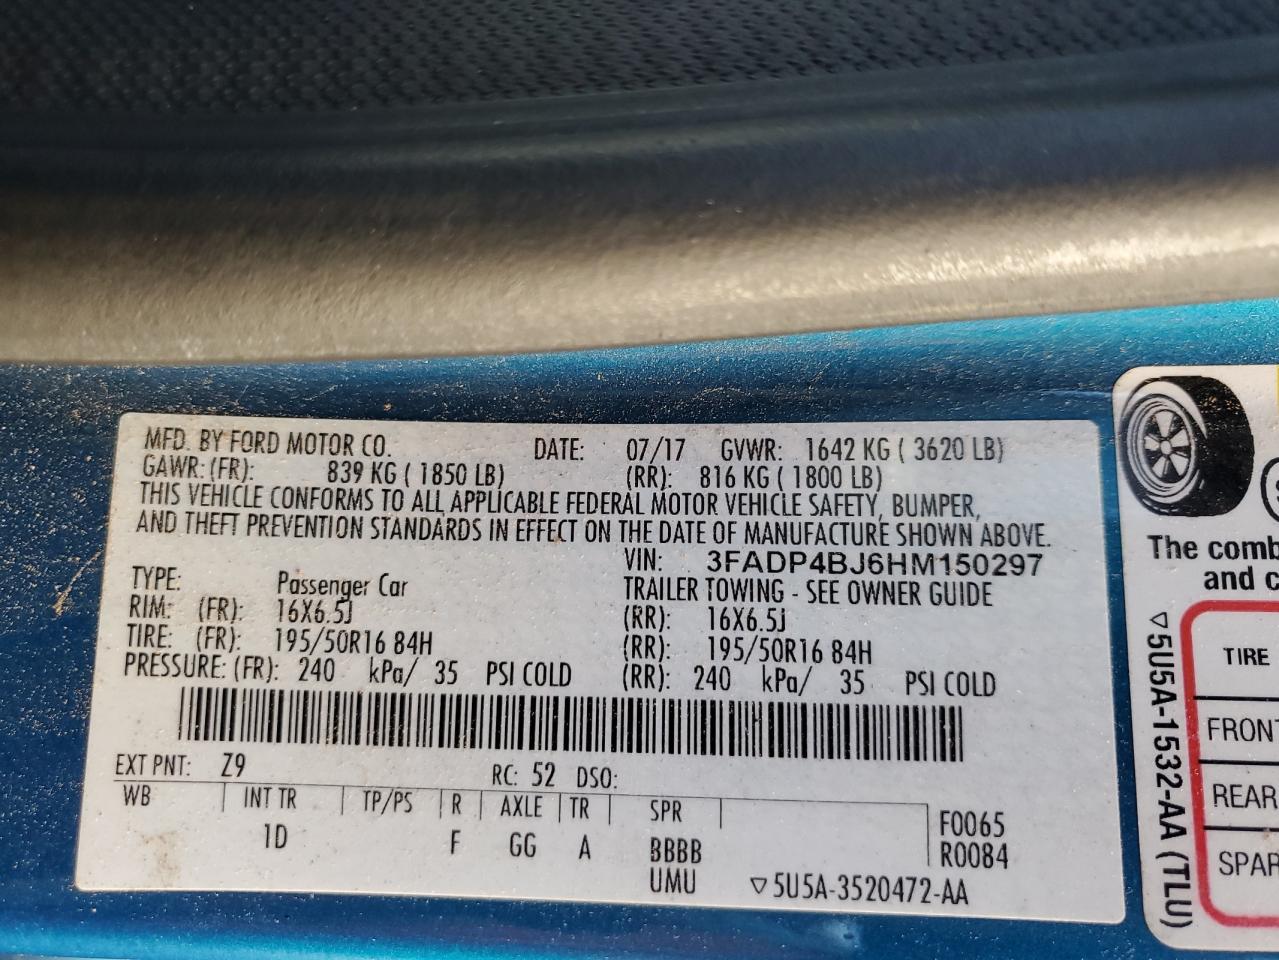 MFD. BY FORD MOTOR CO. DATE: 07/17 GVWR: 1642 KG ( 3620 LB)
GAWR: (FR): 839 KG ( 1850 LB) (RR): 816 KG ( 1800 LB)
THIS VEHICLE CONFORMS TO ALL APPLICABLE FEDERAL MOTOR VEHICLE SAFETY, BUMPER,
AND THEFT PREVENTION STANDARDS IN EFFECT ON THE DATE OF MANUFACTURE SHOWN ABOVE.
VIN: 3FADP4BJ6HM150297
TYPE: Passenger Car TRAILER TOWING - SEE OWNER GUIDE
RIM: (FR): 16X6.5J (RR): 16X6.5J
TIRE: (FR): 195/50R16 84H (RR): 195/50R16 84H
PRESSURE: (FR): 240 kPa/ 35 PSI COLD (RR): 240 kPa/ 35 PSI COLD
EXT PNT: Z9 RC: 52 DSO:
WB INT TR TP/PS R AXLE TR SPR F0065
1D F GG A BBBB R0084
UMU ▽5U5A-3520472-AA
The comb
and c
▽5U5A-1532-AA (TLU)
TIRE
FRONT
REAR
SPAR